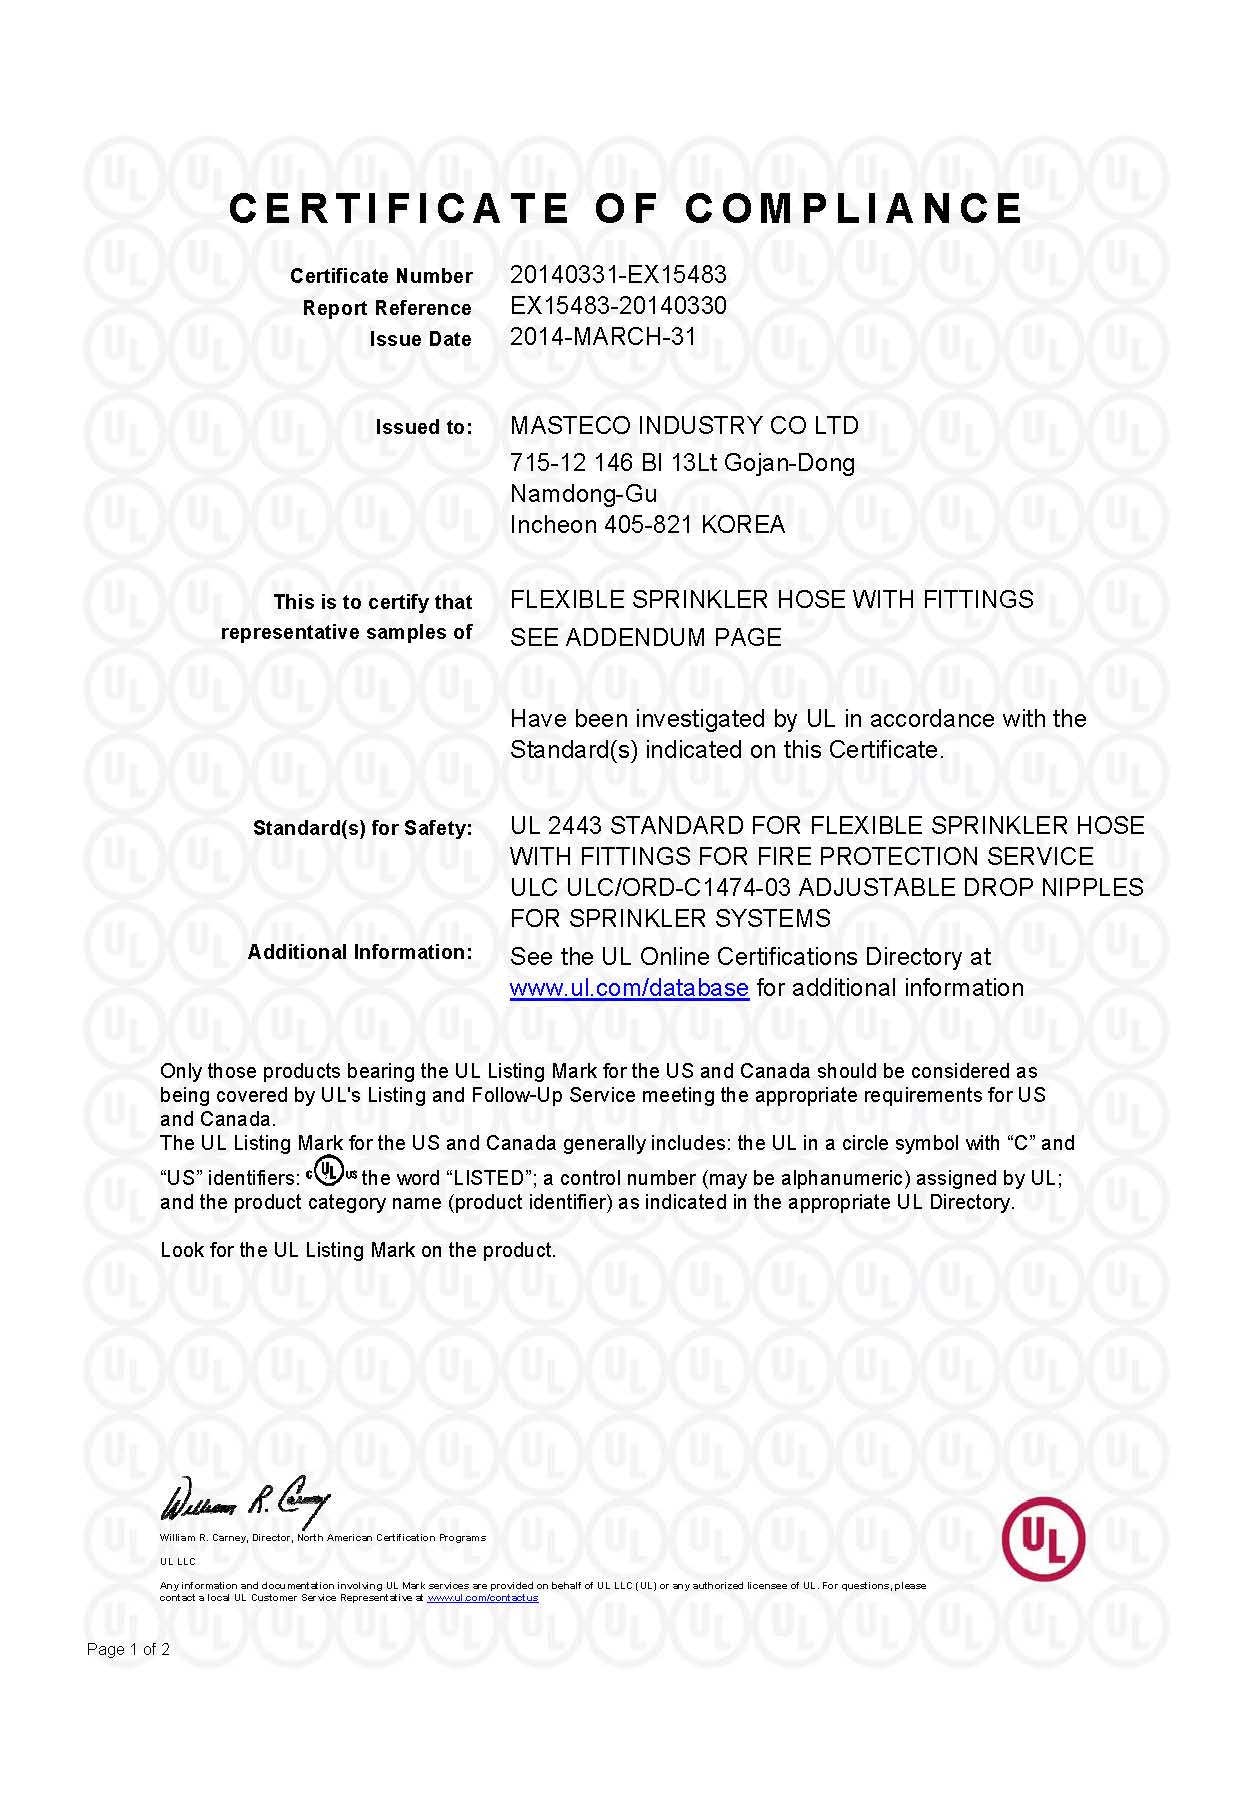 CERTIFICATE OF COMPLIANCE
Certificate Number 20140331-EX15483
Report Reference EX15483-20140330
Issue Date 2014-MARCH-31
Issued to: MASTECO INDUSTRY CO LTD
715-12 146 Bl 13Lt Gojan-Dong
Namdong-Gu
Incheon 405-821 KOREA
This is to certify that FLEXIBLE SPRINKLER HOSE WITH FITTINGS
representative samples of SEE ADDENDUM PAGE
Have been investigated by UL in accordance with the
Standard(s) indicated on this Certificate.
Standard(s) for Safety: UL 2443 STANDARD FOR FLEXIBLE SPRINKLER HOSE
WITH FITTINGS FOR FIRE PROTECTION SERVICE
ULC ULC/ORD-C1474-03 ADJUSTABLE DROP NIPPLES
FOR SPRINKLER SYSTEMS
Additional Information: See the UL Online Certifications Directory at
www.ul.com/database for additional information
Only those products bearing the UL Listing Mark for the US and Canada should be considered as
being covered by UL's Listing and Follow-Up Service meeting the appropriate requirements for US
and Canada.
The UL Listing Mark for the US and Canada generally includes: the UL in a circle symbol with “C” and
“US” identifiers: C UL US the word “LISTED”; a control number (may be alphanumeric) assigned by UL;
and the product category name (product identifier) as indicated in the appropriate UL Directory.
Look for the UL Listing Mark on the product.
William R. Carney
William R. Carney, Director, North American Certification Programs
UL LLC
UL
Any information and documentation involving UL Mark services are provided on behalf of UL LLC (UL) or any authorized licensee of UL. For questions, please
contact a local UL Customer Service Representative at www.ul.com/contactus
Page 1 of 2